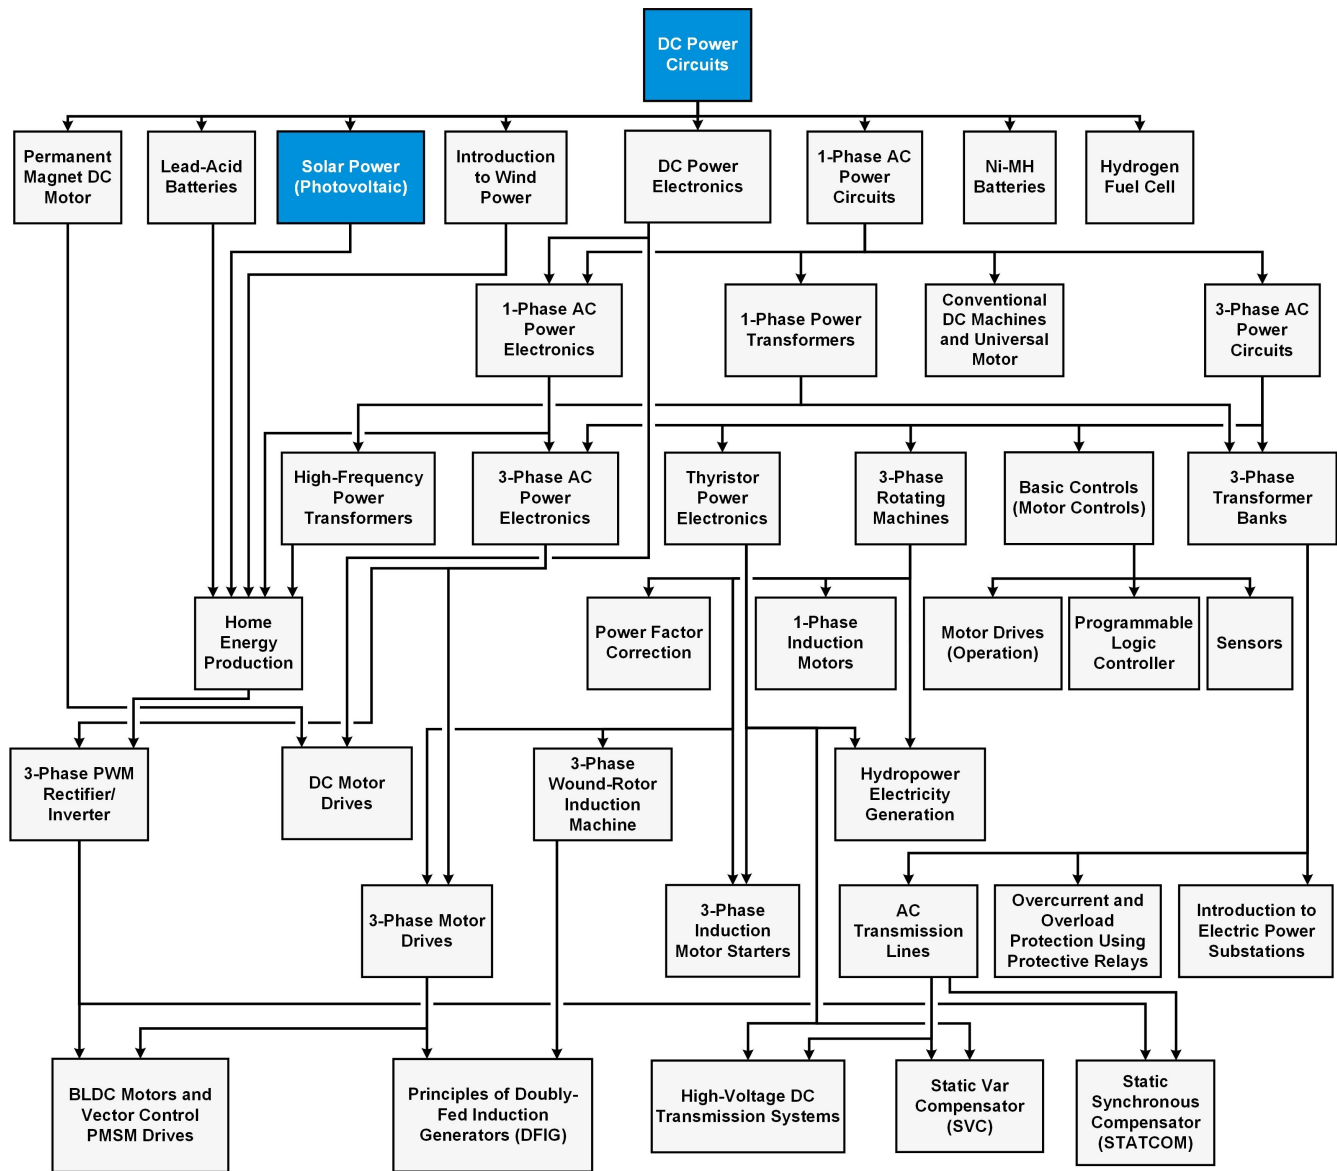 DC Power
Circuits
Permanent
Magnet DC
Motor
Lead-Acid
Batteries
Solar Power
(Photovoltaic)
Introduction
to Wind
Power
DC Power
Electronics
1-Phase AC
Power
Circuits
Ni-MH
Batteries
Hydrogen
Fuel Cell
1-Phase AC
Power
Electronics
1-Phase Power
Transformers
Conventional
DC Machines
and Universal
Motor
3-Phase AC
Power
Circuits
High-Frequency
Power
Transformers
3-Phase AC
Power
Electronics
Thyristor
Power
Electronics
3-Phase
Rotating
Machines
Basic Controls
(Motor Controls)
3-Phase
Transformer
Banks
Home
Energy
Production
Power Factor
Correction
1-Phase
Induction
Motors
Motor Drives
(Operation)
Programmable
Logic
Controller
Sensors
3-Phase PWM
Rectifier/
Inverter
DC Motor
Drives
3-Phase
Wound-Rotor
Induction
Machine
Hydropower
Electricity
Generation
3-Phase Motor
Drives
3-Phase
Induction
Motor Starters
AC
Transmission
Lines
Overcurrent and
Overload
Protection Using
Protective Relays
Introduction to
Electric Power
Substations
BLDC Motors and
Vector Control
PMSM Drives
Principles of Doubly-
Fed Induction
Generators (DFIG)
High-Voltage DC
Transmission Systems
Static Var
Compensator
(SVC)
Static
Synchronous
Compensator
(STATCOM)